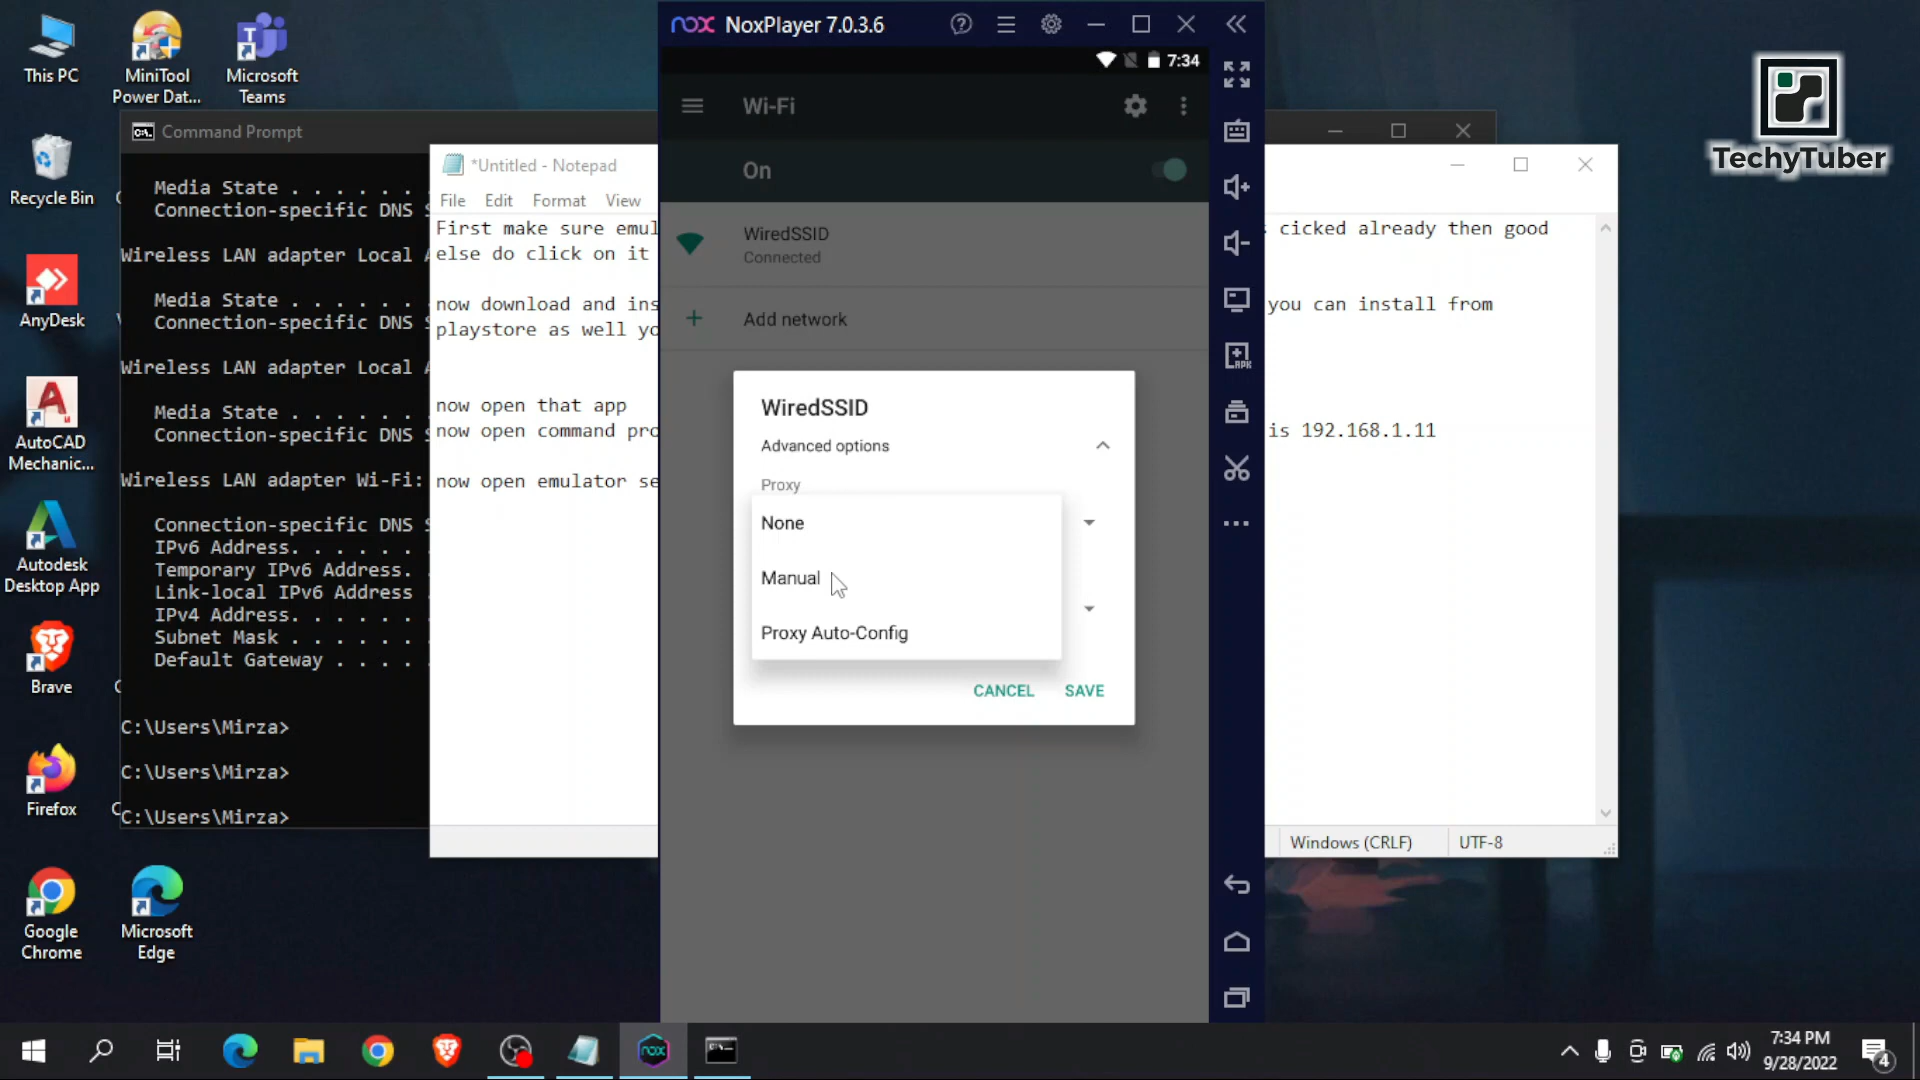 This PC
MiniTool
Power Dat...
Microsoft
Teams
Recycle Bin
AnyDesk
AutoCAD
Mechanic...
Autodesk
Desktop App
Brave
Firefox
Google
Chrome
Microsoft
Edge
Command Prompt
Media State . . . . . . .
Connection-specific DNS S
Wireless LAN adapter Local A
Media State . . . . . . .
Connection-specific DNS S
Wireless LAN adapter Local A
Media State . . . . . . .
Connection-specific DNS S
Wireless LAN adapter Wi-Fi:
Connection-specific DNS S
IPv6 Address. . . . . . .
Temporary IPv6 Address. .
Link-local IPv6 Address .
IPv4 Address. . . . . . .
Subnet Mask . . . . . . .
Default Gateway . . . . .
C:\Users\Mirza>
C:\Users\Mirza>
C:\Users\Mirza>
*Untitled - Notepad
File Edit Format View
First make sure emul
s cicked already then good
else do click on it
now download and ins
you can install from
playstore as well yo
now open that app
now open command pro
is 192.168.1.11
now open emulator se
Windows (CRLF) UTF-8
nox NoxPlayer 7.0.3.6
7:34
Wi-Fi
On
WiredSSID
Connected
Add network
WiredSSID
Advanced options
Proxy
None
Manual
Proxy Auto-Config
CANCEL SAVE
APK
TechyTuber
nox
7:34 PM
9/28/2022
4